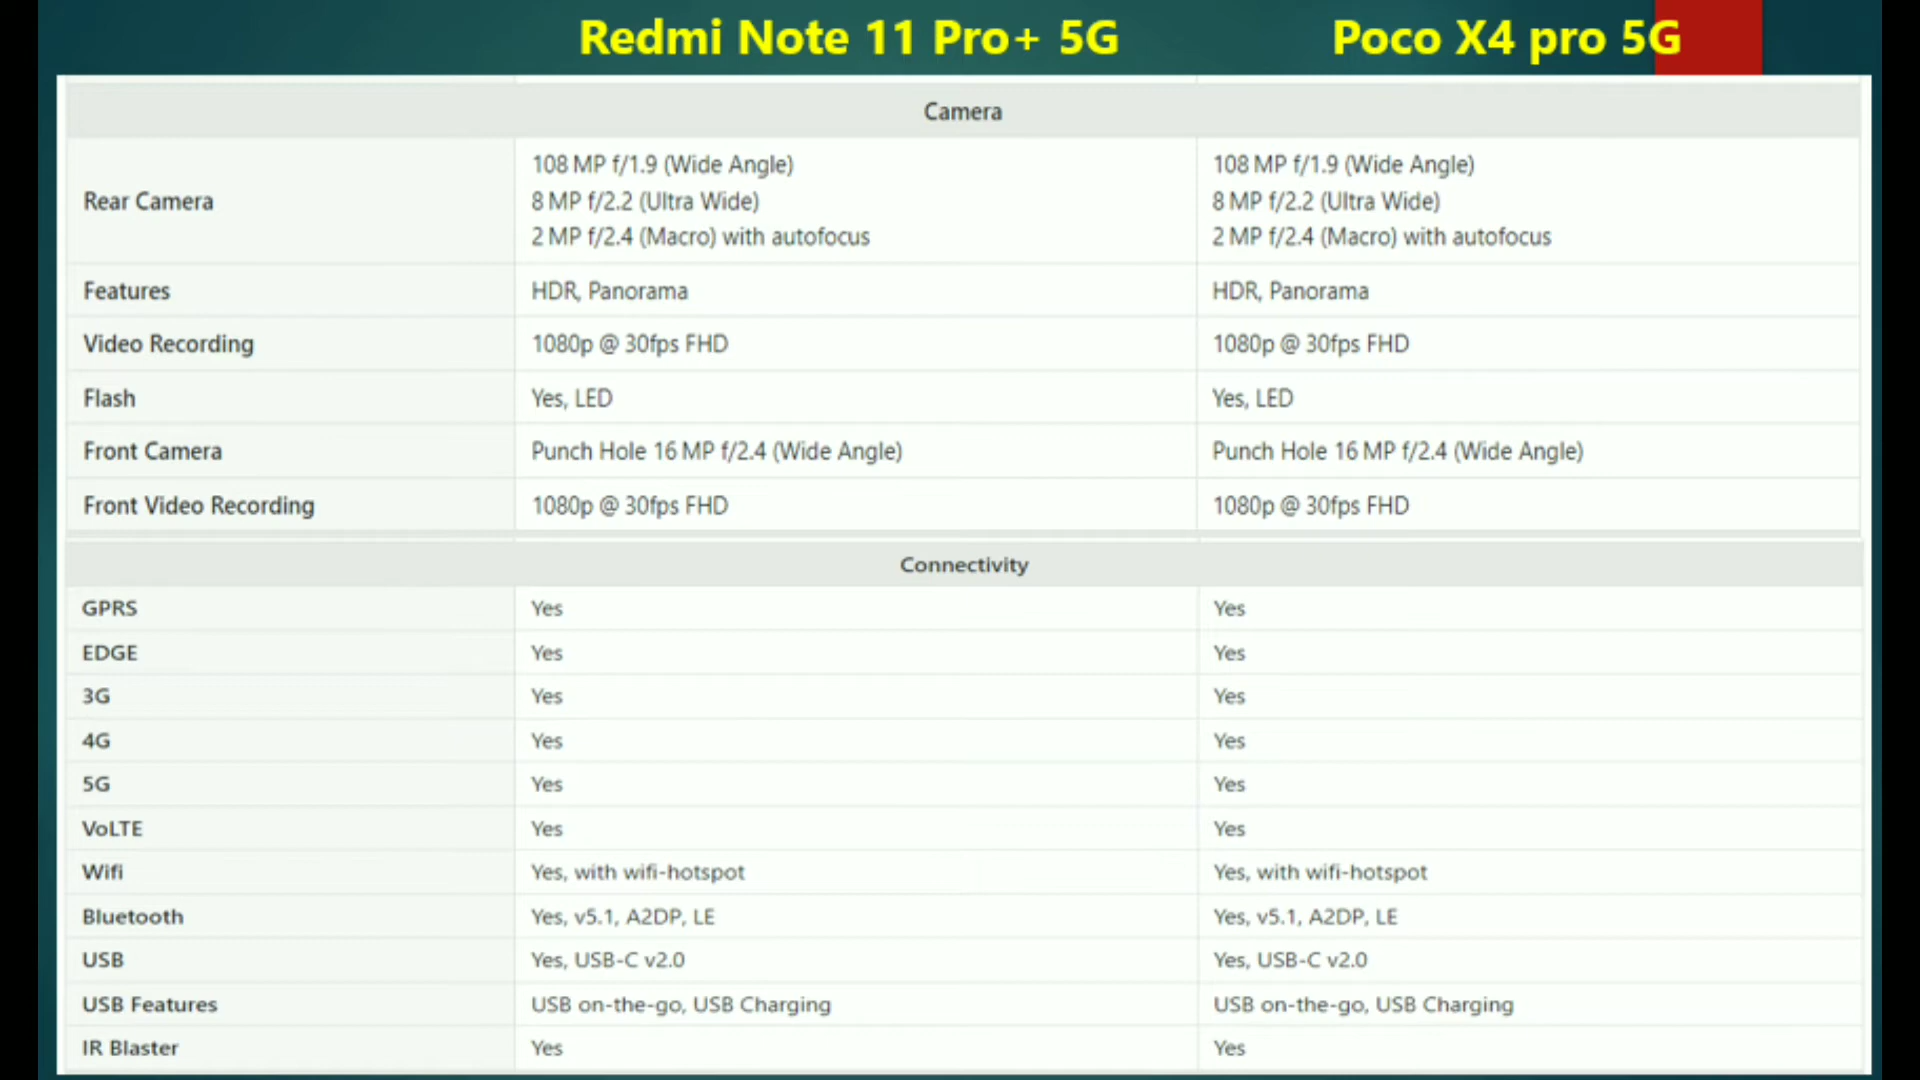 Redmi Note 11 Pro+ 5G Poco X4 pro 5G
Camera
Rear Camera
108 MP f/1.9 (Wide Angle)
8 MP f/2.2 (Ultra Wide)
2 MP f/2.4 (Macro) with autofocus
108 MP f/1.9 (Wide Angle)
8 MP f/2.2 (Ultra Wide)
2 MP f/2.4 (Macro) with autofocus
Features HDR, Panorama HDR, Panorama
Video Recording 1080p @ 30fps FHD 1080p @ 30fps FHD
Flash Yes, LED Yes, LED
Front Camera Punch Hole 16 MP f/2.4 (Wide Angle) Punch Hole 16 MP f/2.4 (Wide Angle)
Front Video Recording 1080p @ 30fps FHD 1080p @ 30fps FHD
Connectivity
GPRS Yes Yes
EDGE Yes Yes
3G Yes Yes
4G Yes Yes
5G Yes Yes
VoLTE Yes Yes
Wifi Yes, with wifi-hotspot Yes, with wifi-hotspot
Bluetooth Yes, v5.1, A2DP, LE Yes, v5.1, A2DP, LE
USB Yes, USB-C v2.0 Yes, USB-C v2.0
USB Features USB on-the-go, USB Charging USB on-the-go, USB Charging
IR Blaster Yes Yes